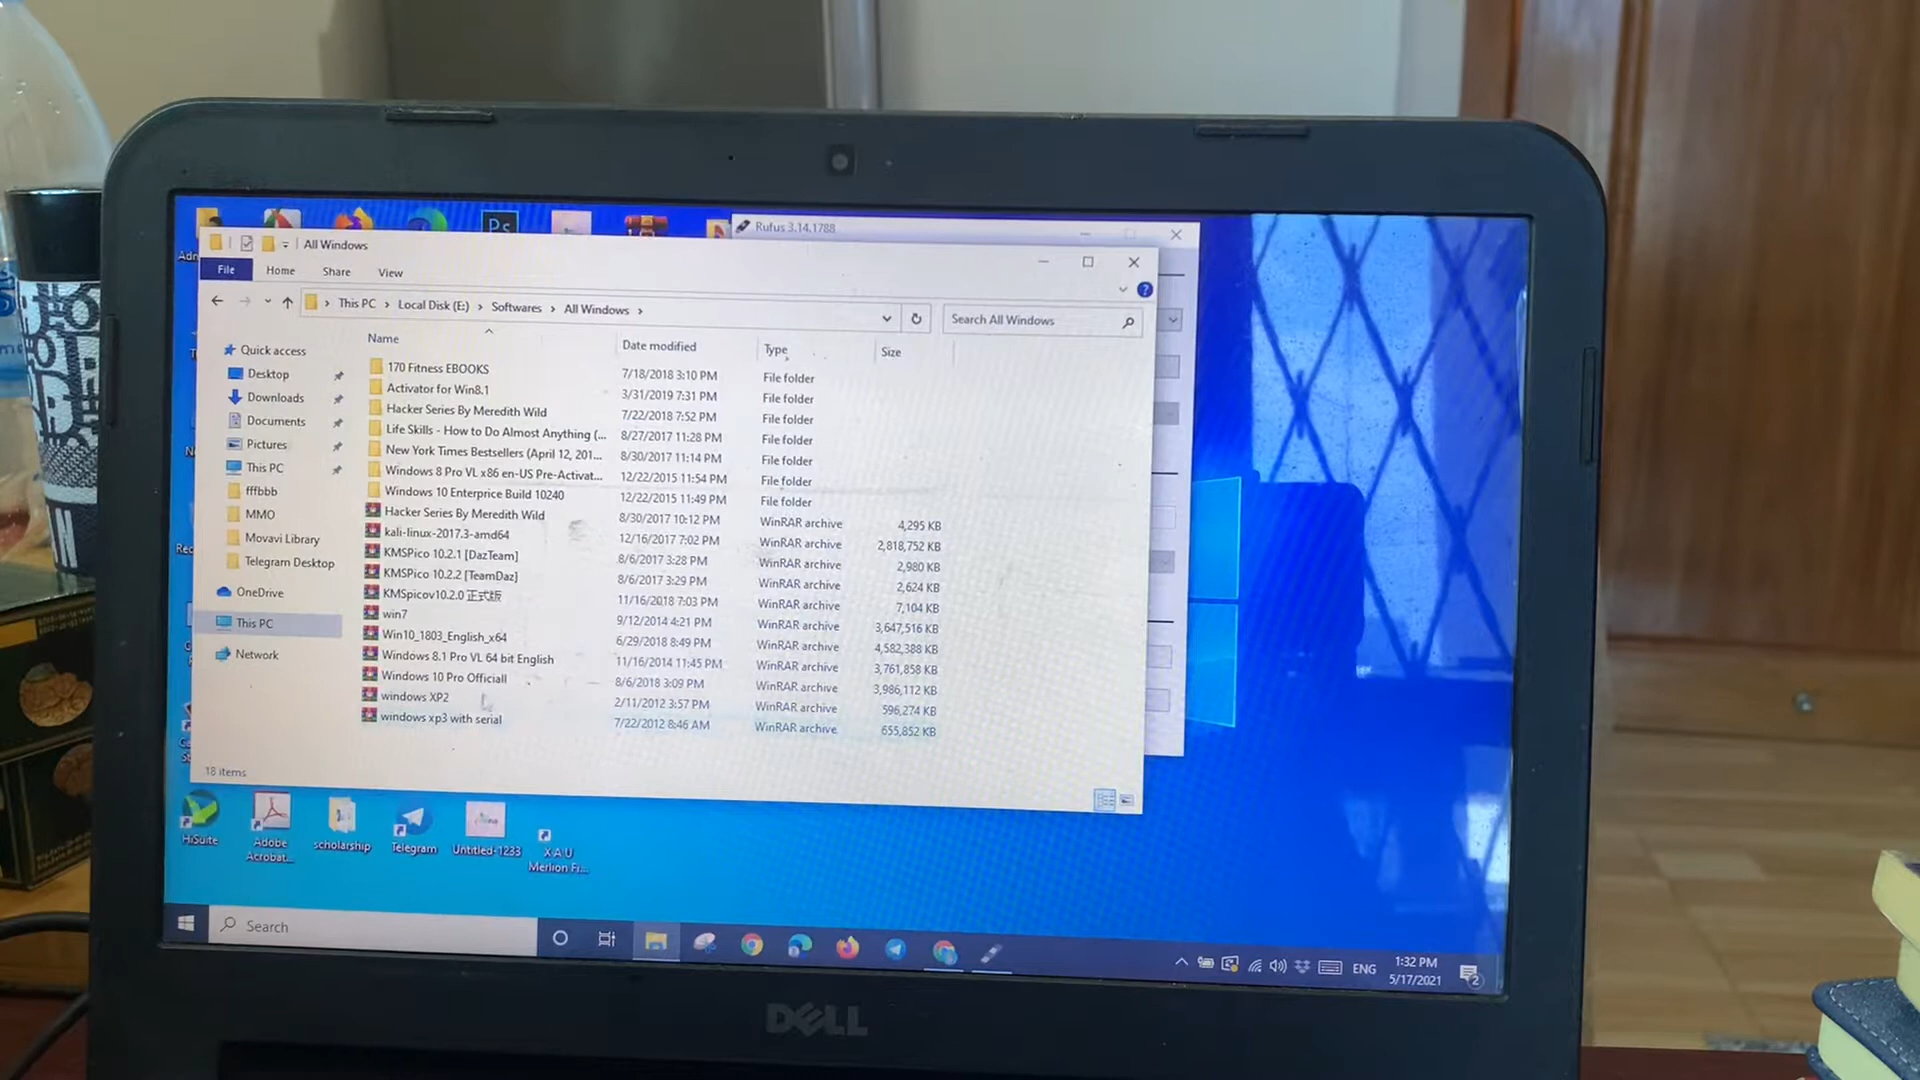 Ps
Rufus 3.14.1788
All Windows
File Home Share View
This PC > Local Disk (E:) > Softwares > All Windows >
Search All Windows
Name Date modified Type Size
Quick access
Desktop
Downloads
Documents
Pictures
This PC
fffbbb
MMO
Movavi Library
Telegram Desktop
OneDrive
This PC
Network
170 Fitness EBOOKS 7/18/2018 3:10 PM File folder
Activator for Win8.1 3/31/2019 7:31 PM File folder
Hacker Series By Meredith Wild 7/22/2018 7:52 PM File folder
Life Skills - How to Do Almost Anything (... 8/27/2017 11:28 PM File folder
New York Times Bestsellers (April 12, 201... 8/30/2017 11:14 PM File folder
Windows 8 Pro VL x86 en-US Pre-Activat... 12/22/2015 11:54 PM File folder
Windows 10 Enterprice Build 10240 12/22/2015 11:49 PM File folder
Hacker Series By Meredith Wild 8/30/2017 10:12 PM WinRAR archive 4,295 KB
kali-linux-2017.3-amd64 12/16/2017 7:02 PM WinRAR archive 2,818,752 KB
KMSPico 10.2.1 [DazTeam] 8/6/2017 3:28 PM WinRAR archive 2,980 KB
KMSPico 10.2.2 [TeamDaz] 8/6/2017 3:29 PM WinRAR archive 2,624 KB
KMSpicov10.2.0 正式版 11/16/2018 7:03 PM WinRAR archive 7,104 KB
win7 9/12/2014 4:21 PM WinRAR archive 3,647,516 KB
Win10_1803_English_x64 6/29/2018 8:49 PM WinRAR archive 4,582,388 KB
Windows 8.1 Pro VL 64 bit English 11/16/2014 11:45 PM WinRAR archive 3,761,858 KB
Windows 10 Pro Officiall 8/6/2018 3:09 PM WinRAR archive 3,986,112 KB
windows XP2 2/11/2012 3:57 PM WinRAR archive 596,274 KB
windows xp3 with serial 7/22/2012 8:46 AM WinRAR archive 655,852 KB
18 items
HiSuite
Adobe
Acrobat...
scholarship
Telegram
Untitled-1233
X A U
Merlion Fi...
Search
ENG
1:32 PM
5/17/2021
2
DELL